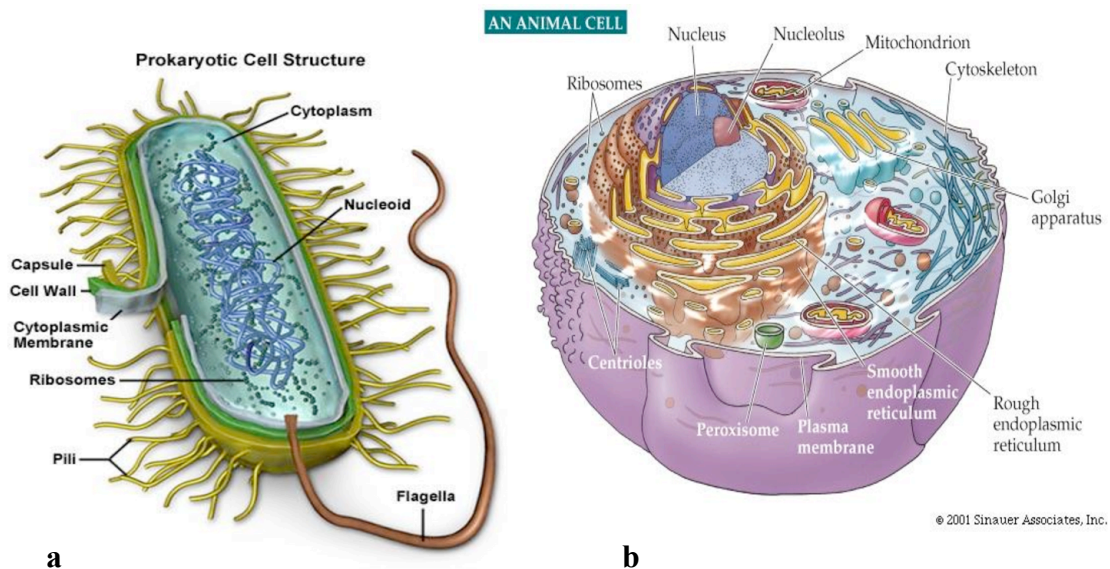 Prokaryotic Cell Structure
Cytoplasm
Nucleoid
Capsule
Cell Wall
Cytoplasmic
Membrane
Ribosomes
Pili
Flagella
a
AN ANIMAL CELL
Nucleus
Nucleolus
Mitochondrion
Cytoskeleton
Ribosomes
Golgi
apparatus
Centrioles
Smooth
endoplasmic
reticulum
Rough
endoplasmic
reticulum
Peroxisome
Plasma
membrane
© 2001 Sinauer Associates, Inc.
b